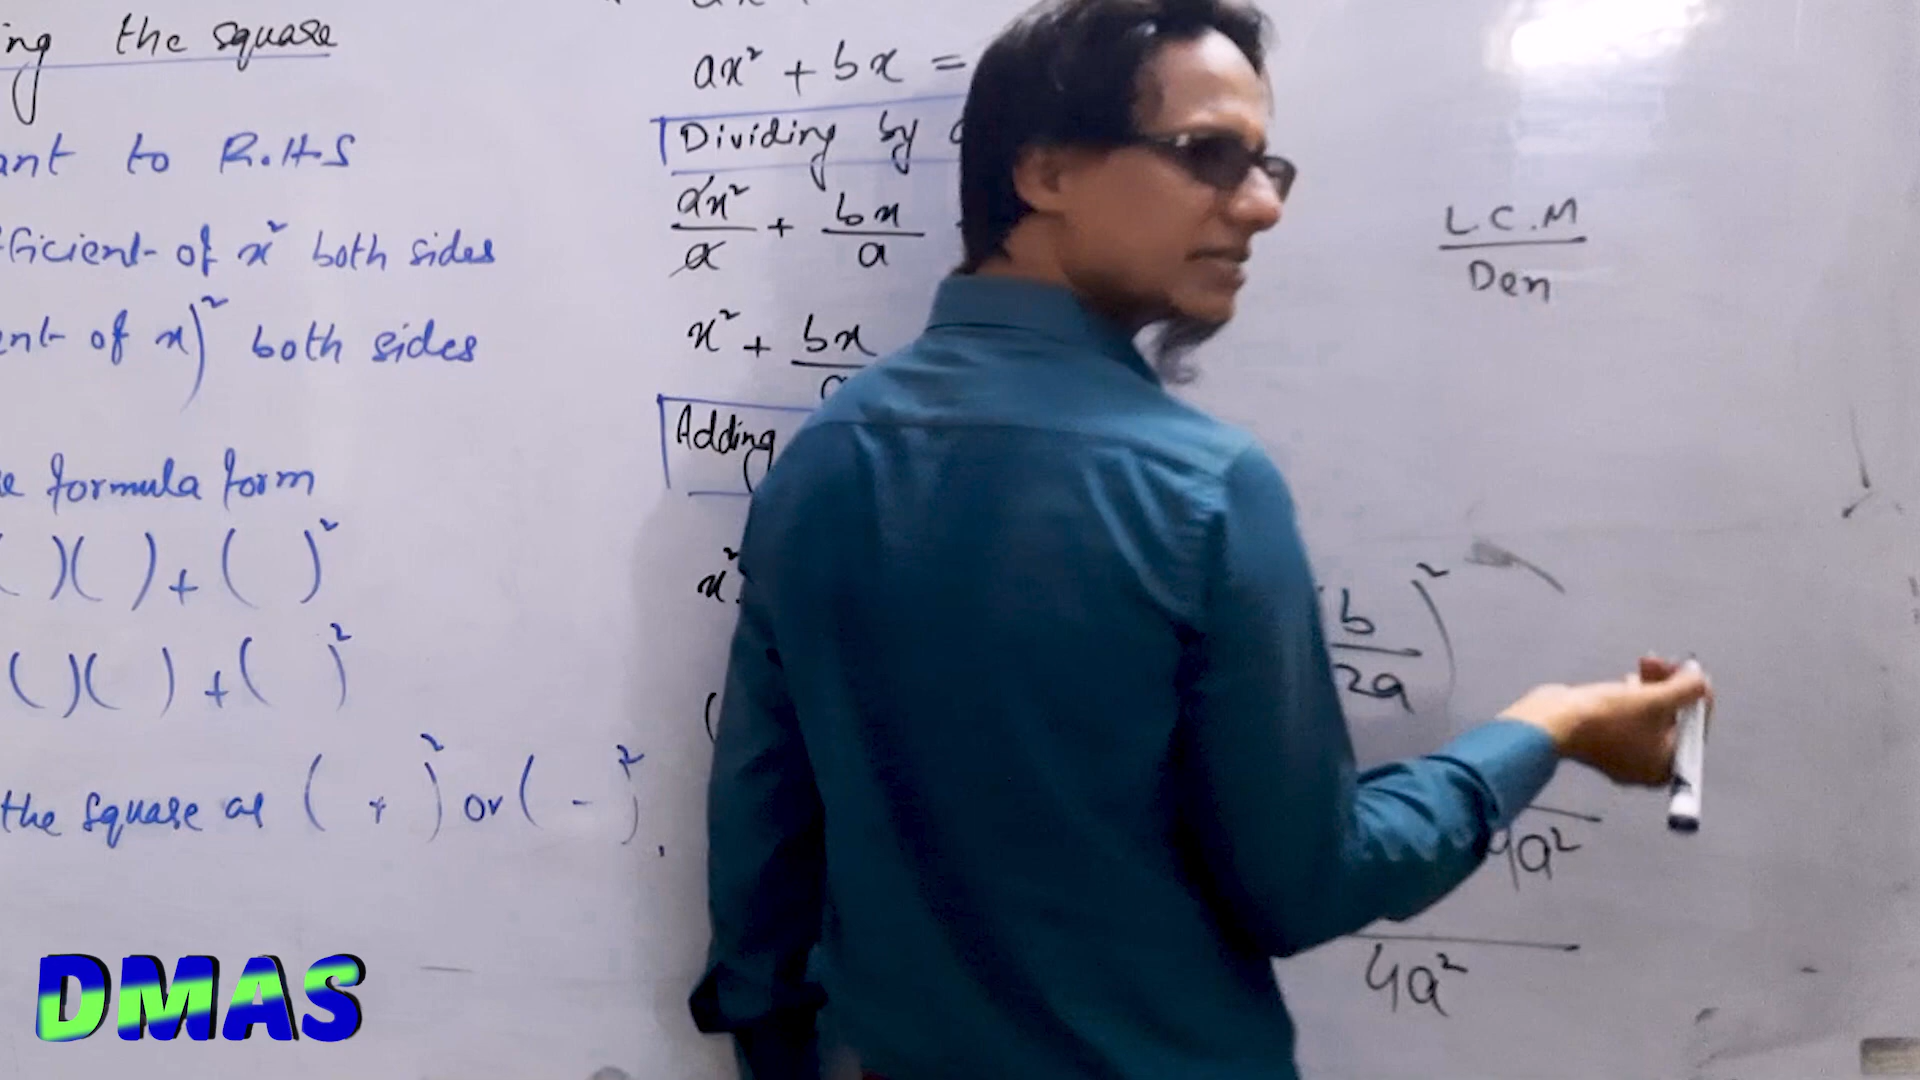 ing the square
ant to R.H.S
fficient of x² both sides
ent of x)² both sides
e formula form
( )( ) + ( )²
( )( ) + ( )²
the square as ( + )² or ( - )².
ax² + bx =
Dividing by a
ax²/a + bx/a
x² + bx/a
Adding
x²
(
L.C.M
Den
b/2a)²
4a²
4a²
DMAS